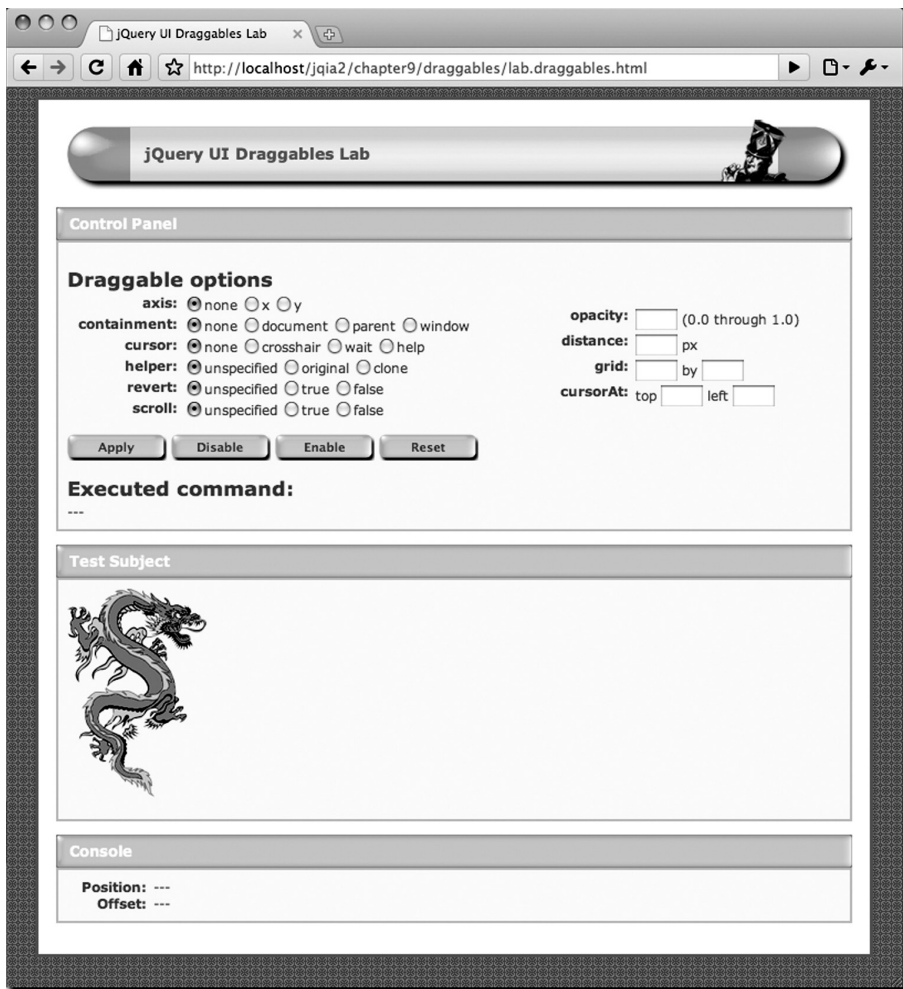 jQuery UI Draggables Lab
http://localhost/jqia2/chapter9/draggables/lab.draggables.html
jQuery UI Draggables Lab
Control Panel
Draggable options
axis: none x y
containment: none document parent window
cursor: none crosshair wait help
helper: unspecified original clone
revert: unspecified true false
scroll: unspecified true false
opacity: (0.0 through 1.0)
distance: px
grid: by
cursorAt: top left
Apply Disable Enable Reset
Executed command:
---
Test Subject
Console
Position: ---
Offset: ---